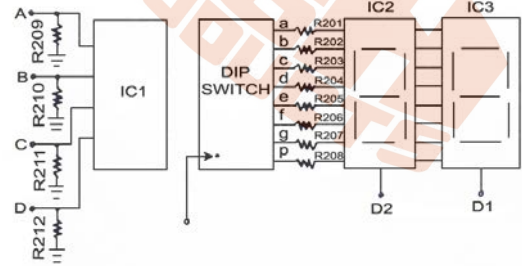 A
R209
B
R210
C
R211
D
R212
IC1
DIP
SWITCH
a
b
c
d
e
f
g
p
R201
R202
R203
R204
R205
R206
R207
R208
IC2
IC3
D2
D1